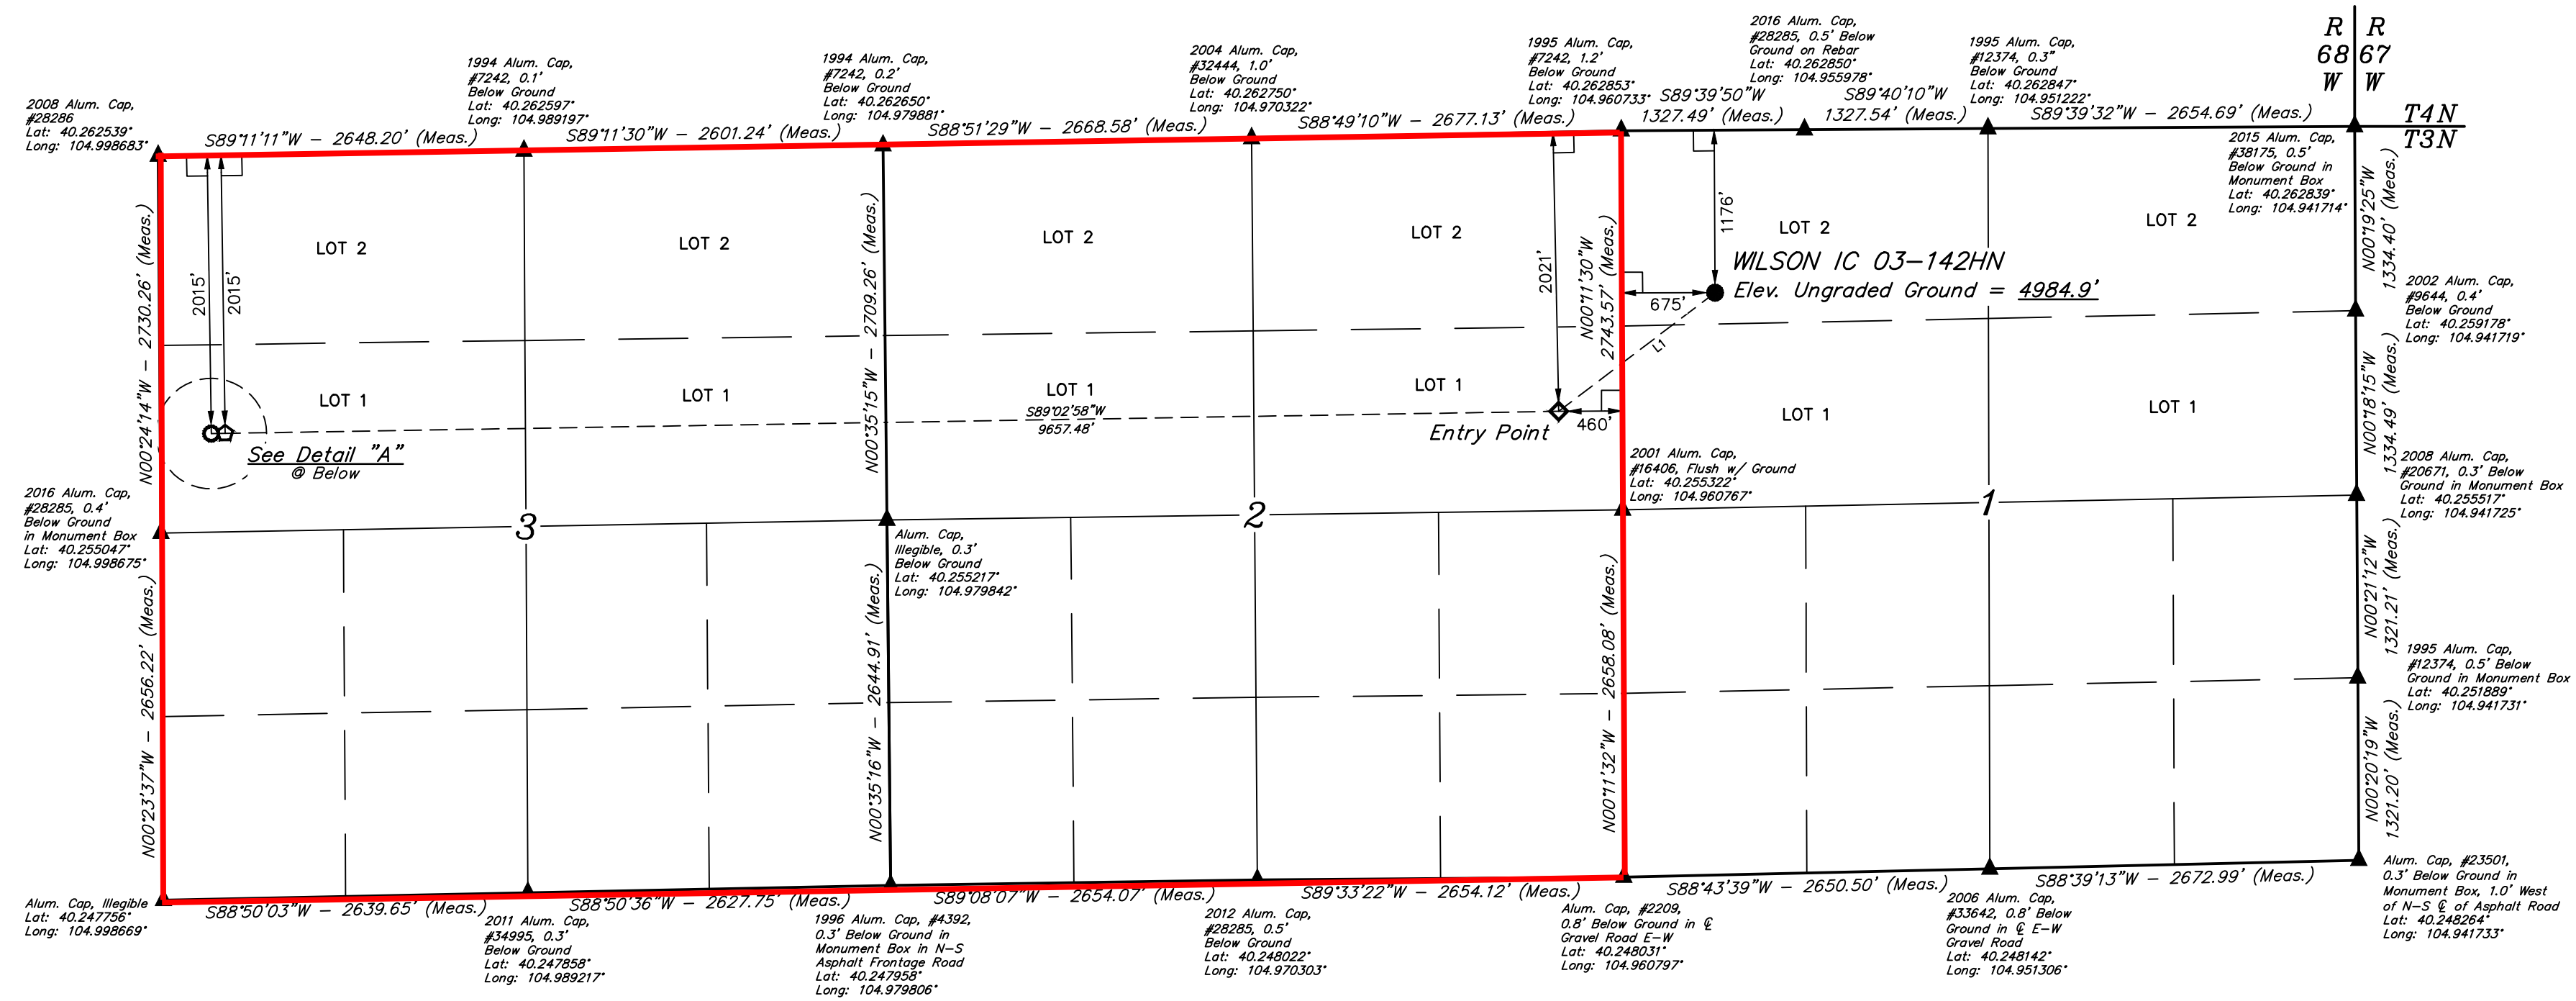 R R
68 67
W W
T4N
T3N
2008 Alum. Cap,
#28286
Lat: 40.262539°
Long: 104.998683°
1994 Alum. Cap,
#7242, 0.1'
Below Ground
Lat: 40.262597°
Long: 104.989197°
1994 Alum. Cap,
#7242, 0.2'
Below Ground
Lat: 40.262650°
Long: 104.979881°
2004 Alum. Cap,
#32444, 1.0'
Below Ground
Lat: 40.262750°
Long: 104.970322°
1995 Alum. Cap,
#7242, 1.2'
Below Ground
Lat: 40.262853°
Long: 104.960733°
2016 Alum. Cap,
#28285, 0.5' Below
Ground on Rebar
Lat: 40.262850°
Long: 104.955978°
1995 Alum. Cap,
#12374, 0.3"
Below Ground
Lat: 40.262847°
Long: 104.951222°
S89°11'11"W - 2648.20' (Meas.)
S89°11'30"W - 2601.24' (Meas.)
S88°51'29"W - 2668.58' (Meas.)
S88°49'10"W - 2677.13' (Meas.)
S89°39'50"W
1327.49' (Meas.)
S89°40'10"W
1327.54' (Meas.)
S89°39'32"W - 2654.69' (Meas.)
2015 Alum. Cap,
#38175, 0.5'
Below Ground in
Monument Box
Lat: 40.262839°
Long: 104.941714°
N00°24'14"W - 2730.26' (Meas.)
2015'
2015'
LOT 2
LOT 2
N00°35'15"W - 2709.26' (Meas.)
LOT 2
LOT 2
2021'
N00°11'30"W
2743.57' (Meas.)
1176'
LOT 2
LOT 2
N00°19'25"W
1334.40' (Meas.)
WILSON IC 03-142HN
Elev. Ungraded Ground = 4984.9'
675'
L1
2002 Alum. Cap,
#9644, 0.4'
Below Ground
Lat: 40.259178°
Long: 104.941719°
LOT 1
LOT 1
LOT 1
LOT 1
LOT 1
LOT 1
S89°02'58"W
9657.48'
Entry Point
460'
N00°18'15"W
1334.49' (Meas.)
See Detail "A"
@ Below
2016 Alum. Cap,
#28285, 0.4'
Below Ground
in Monument Box
Lat: 40.255047°
Long: 104.998675°
2001 Alum. Cap,
#16406, Flush w/ Ground
Lat: 40.255322°
Long: 104.960767°
2008 Alum. Cap,
#20671, 0.3' Below
Ground in Monument Box
Lat: 40.255517°
Long: 104.941725°
3
2
1
Alum. Cap,
Illegible, 0.3'
Below Ground
Lat: 40.255217°
Long: 104.979842°
N00°23'37"W - 2656.22' (Meas.)
N00°35'16"W - 2644.91' (Meas.)
N00°11'32"W - 2658.08' (Meas.)
N00°21'12"W
1321.21' (Meas.)
1995 Alum. Cap,
#12374, 0.5' Below
Ground in Monument Box
Lat: 40.251889°
Long: 104.941731°
N00°20'19"W
1321.20' (Meas.)
Alum. Cap, Illegible
Lat: 40.247756°
Long: 104.998669°
S88°50'03"W - 2639.65' (Meas.)
S88°50'36"W - 2627.75' (Meas.)
S89°08'07"W - 2654.07' (Meas.)
S89°33'22"W - 2654.12' (Meas.)
S88°43'39"W - 2650.50' (Meas.)
S88°39'13"W - 2672.99' (Meas.)
2011 Alum. Cap,
#34995, 0.3'
Below Ground
Lat: 40.247858°
Long: 104.989217°
1996 Alum. Cap, #4392,
0.3' Below Ground in
Monument Box in N-S
Asphalt Frontage Road
Lat: 40.247958°
Long: 104.979806°
2012 Alum. Cap,
#28285, 0.5'
Below Ground
Lat: 40.248022°
Long: 104.970303°
Alum. Cap, #2209,
0.8' Below Ground in ℄
Gravel Road E-W
Lat: 40.248031°
Long: 104.960797°
2006 Alum. Cap,
#33642, 0.8' Below
Ground in ℄ E-W
Gravel Road
Lat: 40.248142°
Long: 104.951306°
Alum. Cap, #23501,
0.3' Below Ground in
Monument Box, 1.0' West
of N-S ℄ of Asphalt Road
Lat: 40.248264°
Long: 104.941733°